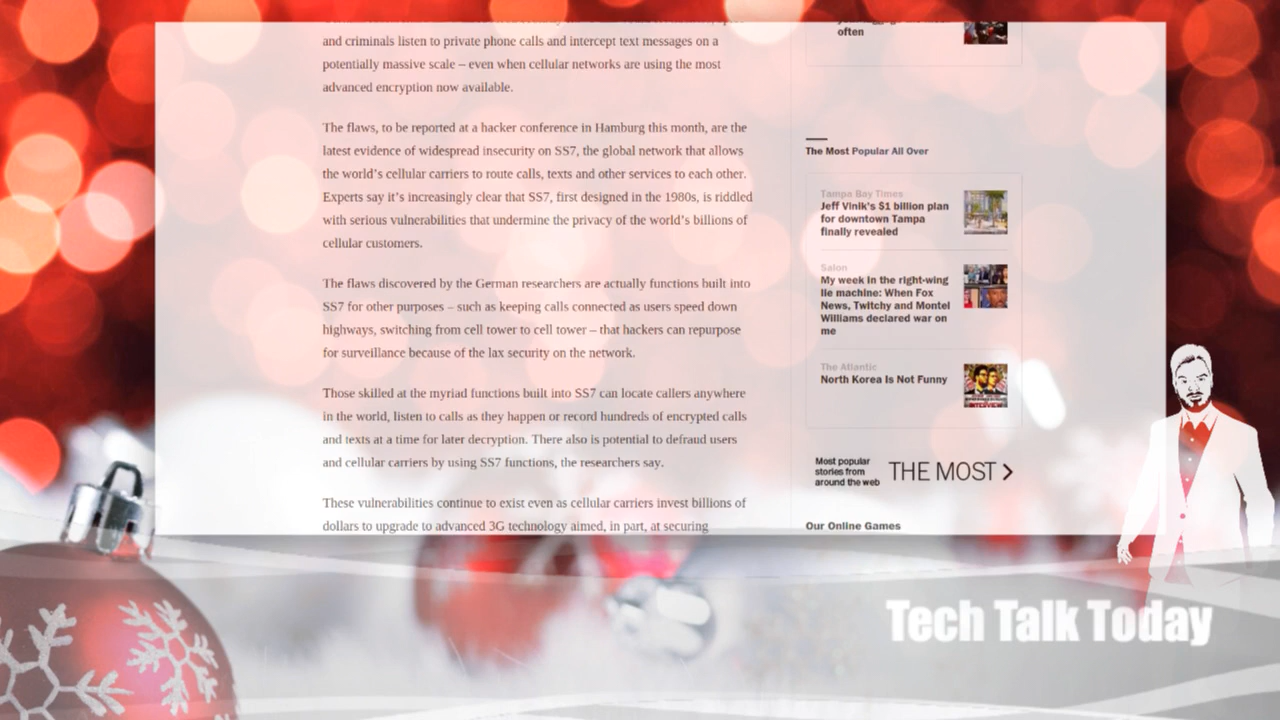 and criminals listen to private phone calls and intercept text messages on a
potentially massive scale – even when cellular networks are using the most
advanced encryption now available.
The flaws, to be reported at a hacker conference in Hamburg this month, are the
latest evidence of widespread insecurity on SS7, the global network that allows
the world's cellular carriers to route calls, texts and other services to each other.
Experts say it's increasingly clear that SS7, first designed in the 1980s, is riddled
with serious vulnerabilities that undermine the privacy of the world's billions of
cellular customers.
The flaws discovered by the German researchers are actually functions built into
SS7 for other purposes – such as keeping calls connected as users speed down
highways, switching from cell tower to cell tower – that hackers can repurpose
for surveillance because of the lax security on the network.
Those skilled at the myriad functions built into SS7 can locate callers anywhere
in the world, listen to calls as they happen or record hundreds of encrypted calls
and texts at a time for later decryption. There also is potential to defraud users
and cellular carriers by using SS7 functions, the researchers say.
These vulnerabilities continue to exist even as cellular carriers invest billions of
dollars to upgrade to advanced 3G technology aimed, in part, at securing
often
The Most Popular All Over
Tampa Bay Times
Jeff Vinik's $1 billion plan
for downtown Tampa
finally revealed
Salon
My week in the right-wing
lie machine: When Fox
News, Twitchy and Montel
Williams declared war on
me
The Atlantic
North Korea Is Not Funny
INTERVIEW
Most popular
stories from
around the web
THE MOST
Our Online Games
Tech Talk Today